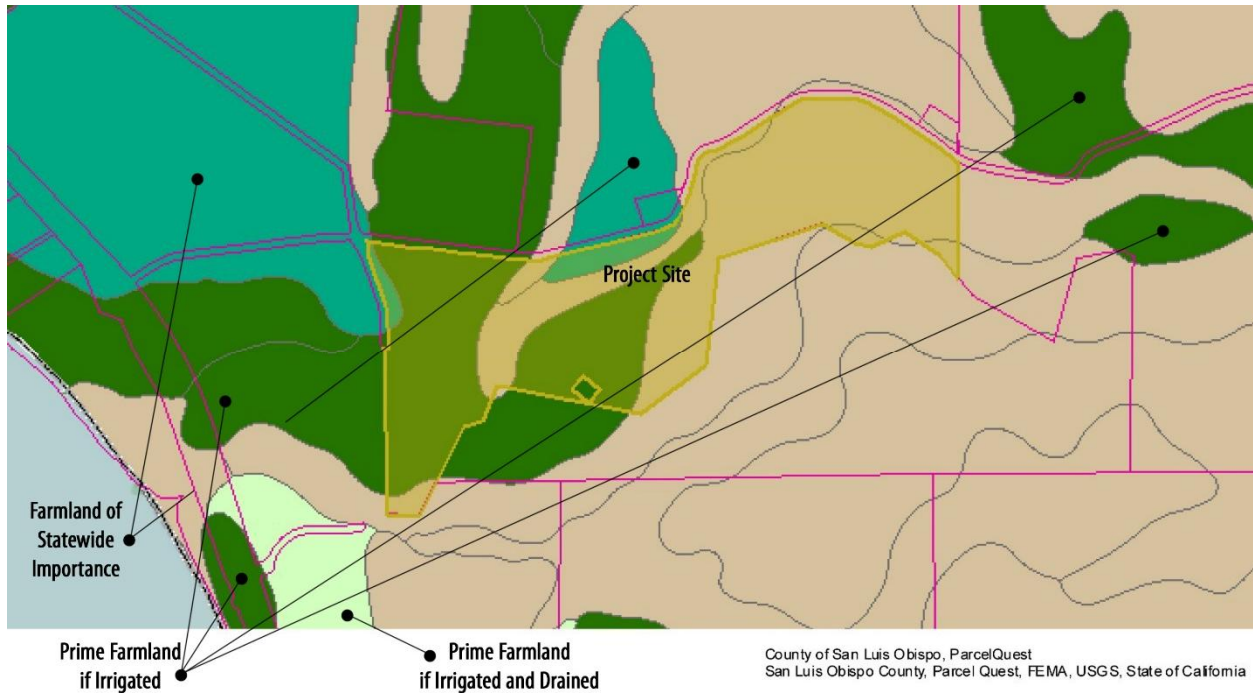 Project Site
Farmland of
Statewide
Importance
Prime Farmland
if Irrigated
Prime Farmland
if Irrigated and Drained
County of San Luis Obispo, ParcelQuest
San Luis Obispo County, Parcel Quest, FEMA, USGS, State of California